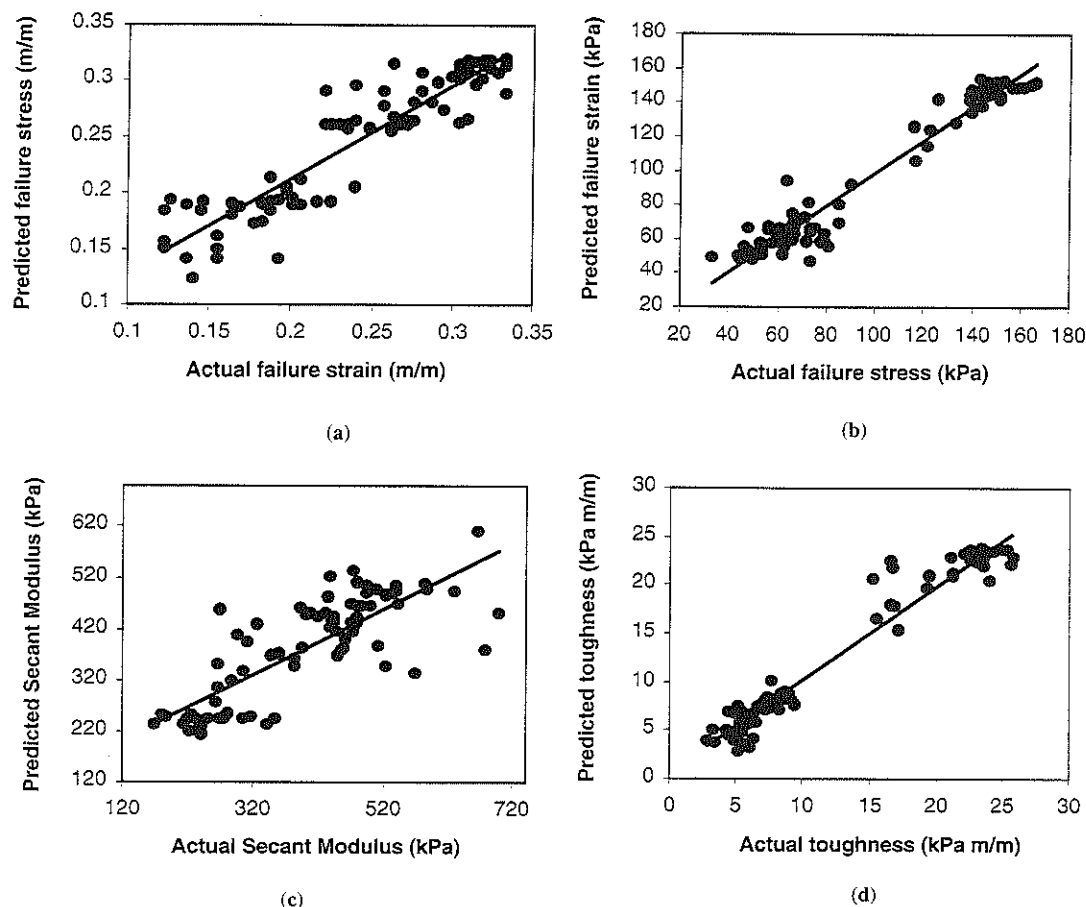 Predicted failure stress (m/m)
0.35
0.3
0.25
0.2
0.15
0.1
0.1 0.15 0.2 0.25 0.3 0.35
Actual failure strain (m/m)
(a)
Predicted failure strain (kPa)
180
160
140
120
100
80
60
40
20
20 40 60 80 100 120 140 160 180
Actual failure stress (kPa)
(b)
Predicted Secant Modulus (kPa)
620
520
420
320
220
120
120 320 520 720
Actual Secant Modulus (kPa)
(c)
Predicted toughness (kPa m/m)
30
25
20
15
10
5
0
0 5 10 15 20 25 30
Actual toughness (kPa m/m)
(d)